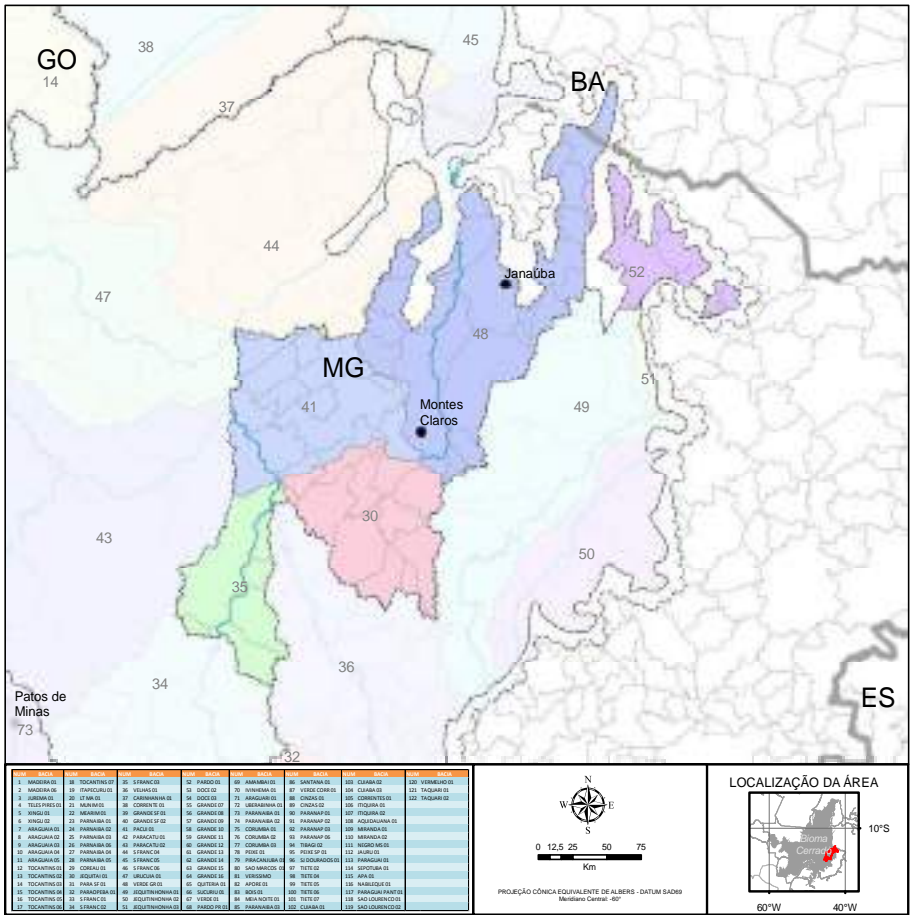 38
45
GO
BA
14
37
44
Janaúba
52
47
48
MG
51
41
Montes
Claros
49
30
43
50
35
36
34
Patos de
Minas
ES
73
32
NUM BACIA NUM BACIA NUM BACIA NUM BACIA NUM BACIA NUM BACIA NUM BACIA NUM BACIA
1 MADEIRA 01 18 TOCANTINS 07 35 S FRANC 03 52 PARDO 01 69 AMAMBAI 01 86 SANTANA 01 103 CUIABA 02 120 VERMELHO 01
2 MADEIRA 06 19 ITAPECURU 01 36 VELHAS 01 53 DOCE 02 70 IVINHEMA 01 87 VERDE CORR 01 104 CUIABA 03 121 TAQUARI 01
3 JURUENA 01 20 LT MA 01 37 CARINHANHA 01 54 DOCE 03 71 ARAGUARI 01 88 CINZAS 01 105 CORRENTES 01 122 TAQUARI 02
4 TELES PIRES 01 21 MUNIM 01 38 CORRENTE 01 55 GRANDE 07 72 UBERABINHA 01 89 CINZAS 02 106 ITIQUIRA 01
5 XINGU 01 22 MEARIM 01 39 GRANDE SF 01 56 GRANDE 08 73 PARANAIBA 01 90 PARANAP 01 107 ITIQUIRA 02
6 XINGU 02 23 PARNAIBA 01 40 GRANDE SF 02 57 GRANDE 09 74 PARANAIBA 02 91 PARANAP 02 108 AQUIDAUANA 01
7 ARAGUAIA 01 24 PARNAIBA 02 41 PACUI 01 58 GRANDE 10 75 CORUMBA 01 92 PARANAP 03 109 MIRANDA 01
8 ARAGUAIA 02 25 PARNAIBA 03 42 PARACATU 01 59 GRANDE 11 76 CORUMBA 02 93 PARANAP 06 110 MIRANDA 02
9 ARAGUAIA 03 26 PARNAIBA 05 43 PARACATU 02 60 GRANDE 12 77 CORUMBA 03 94 TIBAGI 02 111 NEGRO MS 01
10 ARAGUAIA 04 27 PARNAIBA 04 44 S FRANC 04 61 GRANDE 13 78 PEIXE 01 95 PEIXE SP 01 112 JAURU 01
11 ARAGUAIA 05 28 PARNAIBA 05 45 S FRANC 05 62 GRANDE 14 79 PIRACANJUBA 01 96 SJ DOURADOS 01 113 PARAGUAI 01
12 TOCANTINS 01 29 COREAU 01 46 S FRANC 06 63 GRANDE 15 80 SAO MARCOS 01 97 TIETE 02 114 SEPOTUBA 01
13 TOCANTINS 02 30 JEQUITAI 01 47 URUCUIA 01 64 GRANDE 16 81 VERISSIMO 98 TIETE 04 115 APA 01
14 TOCANTINS 03 31 PARA SF 01 48 VERDE GR 01 65 QUITERIA 01 82 APORE 01 99 TIETE 05 116 NABILEQUE 01
15 TOCANTINS 04 32 PARAOPEBA 01 49 JEQUITINHONHA 01 66 SUCURIU 01 83 BOIS 01 100 TIETE 06 117 PARAGUAI PANT 01
16 TOCANTINS 05 33 S FRANC 01 50 JEQUITINHONHA 02 67 VERDE 01 84 MEIA NOITE 01 101 TIETE 07 118 SAO LOURENCO 01
17 TOCANTINS 06 34 S FRANC 02 51 JEQUITINHONHA 03 68 PARDO PR 01 85 PARANAIBA 03 102 CUIABA 01 119 SAO LOURENCO 02
N
W E
S
0 12,5 25 50 75
Km
PROJEÇÃO CÔNICA EQUIVALENTE DE ALBERS - DATUM SAD69
Meridiano Central: -60°
LOCALIZAÇÃO DA ÁREA
Bioma
Cerrado
10°S
60°W 40°W